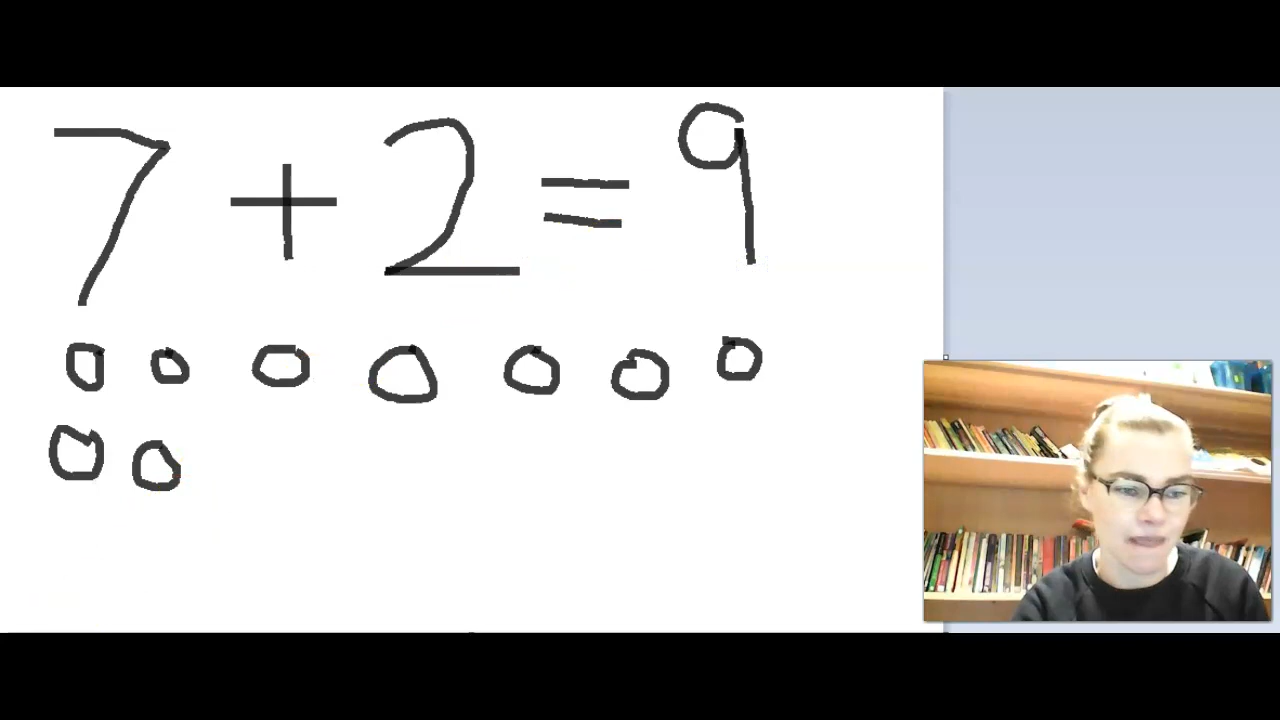 7 + 2 = 9